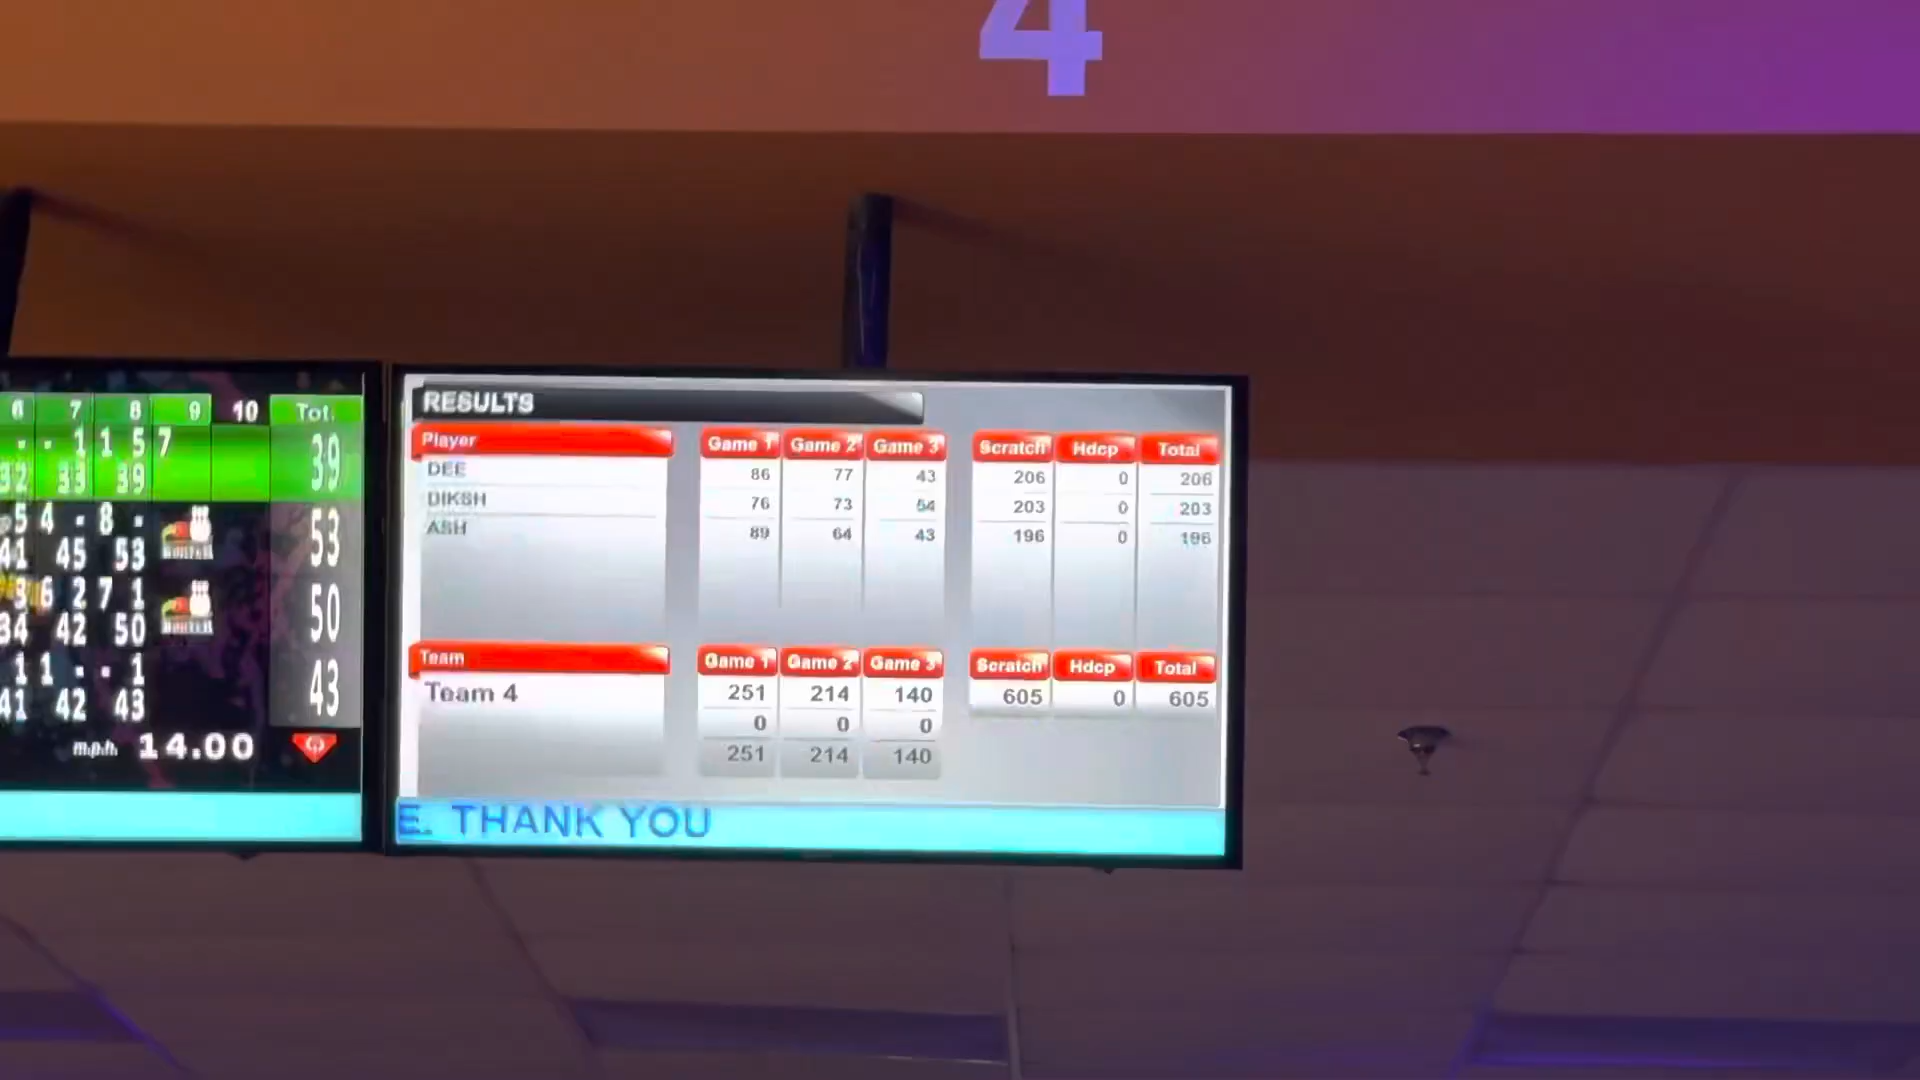 4
6 7 8 9 10 Tot.
- - 1 1 5 7
32 33 39 39
5 4 - 8 -
41 45 53 53
3 6 2 7 1
34 42 50 50
1 1 - - 1
41 42 43 43
mph 14.00
RESULTS
Player Game 1 Game 2 Game 3 Scratch Hdcp Total
DEE 86 77 43 206 0 206
DIKSH 76 73 54 203 0 203
ASH 89 64 43 196 0 196
Team Game 1 Game 2 Game 3 Scratch Hdcp Total
Team 4 251 214 140 605 0 605
0 0 0
251 214 140
E. THANK YOU